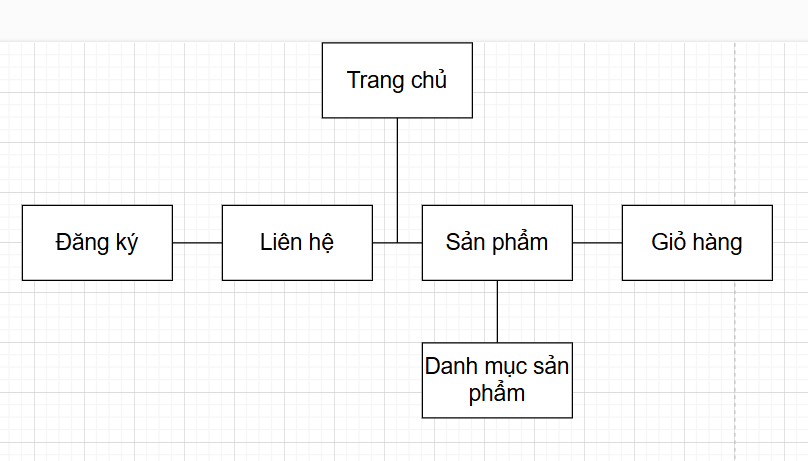 Trang chủ
Đăng ký
Liên hệ
Sản phẩm
Giỏ hàng
Danh mục sản
phẩm